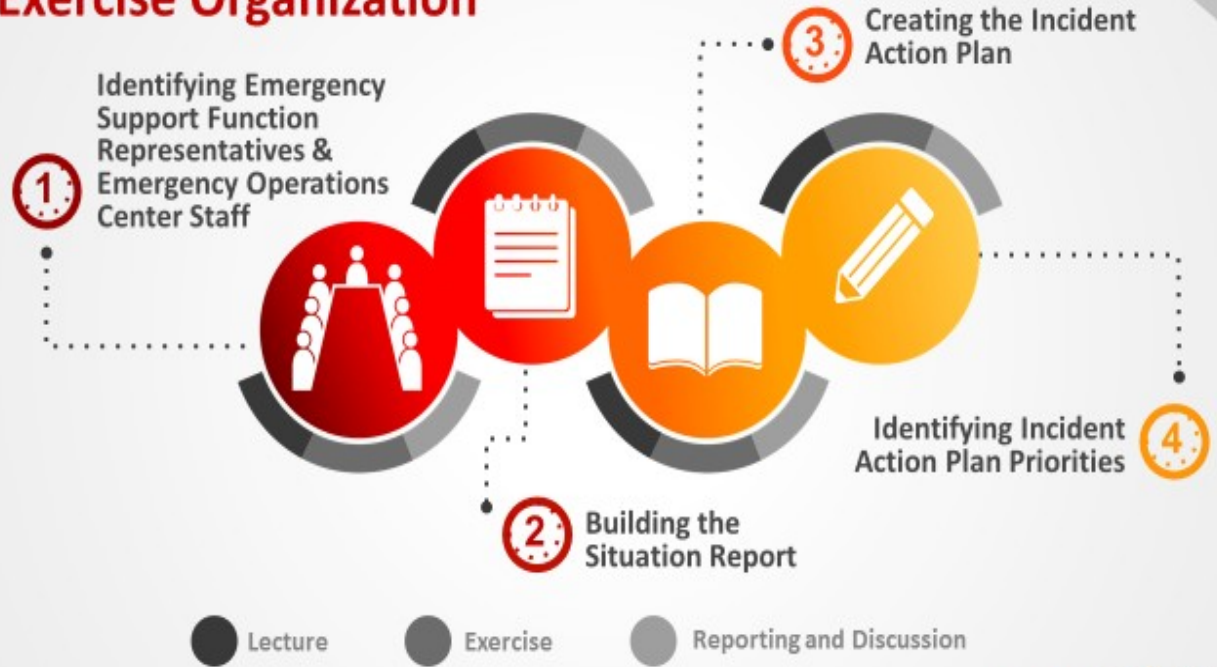 Exercise Organization
1
Identifying Emergency
Support Function
Representatives &
Emergency Operations
Center Staff
2
Building the
Situation Report
3
Creating the Incident
Action Plan
4
Identifying Incident
Action Plan Priorities
Lecture
Exercise
Reporting and Discussion